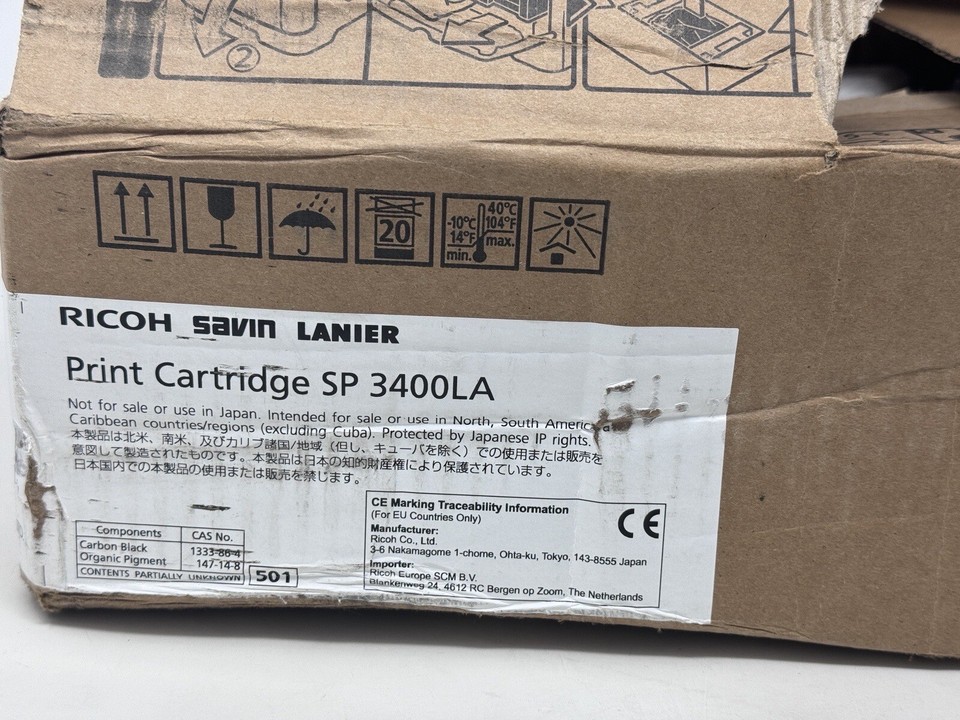 2
20
-10°C
14°F
min.
40°C
104°F
max.
RICOH savin LANIER
Print Cartridge SP 3400LA
Not for sale or use in Japan. Intended for sale or use in North, South America,
Caribbean countries/regions (excluding Cuba). Protected by Japanese IP rights.
本製品は北米、南米、及びカリブ諸国/地域（但し、キューバを除く）での使用または販売を
意図して製造されたものです。本製品は日本の知的財産権により保護されています。
日本国内での本製品の使用または販売を禁じます。
CE Marking Traceability Information
(For EU Countries Only)
CE
Manufacturer:
Ricoh Co., Ltd.
3-6 Nakamagome 1-chome, Ohta-ku, Tokyo, 143-8555 Japan
Importer:
Ricoh Europe SCM B.V.
Blankenweg 24, 4612 RC Bergen op Zoom, The Netherlands
Components CAS No.
Carbon Black 1333-86-4
Organic Pigment 147-14-8
CONTENTS PARTIALLY UNKNOWN 501